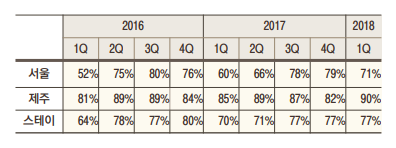 2016 2017 2018
1Q 2Q 3Q 4Q 1Q 2Q 3Q 4Q 1Q
서울 52% 75% 80% 76% 60% 66% 78% 79% 71%
제주 81% 89% 89% 84% 85% 89% 87% 82% 90%
스테이 64% 78% 77% 80% 70% 71% 77% 77% 77%